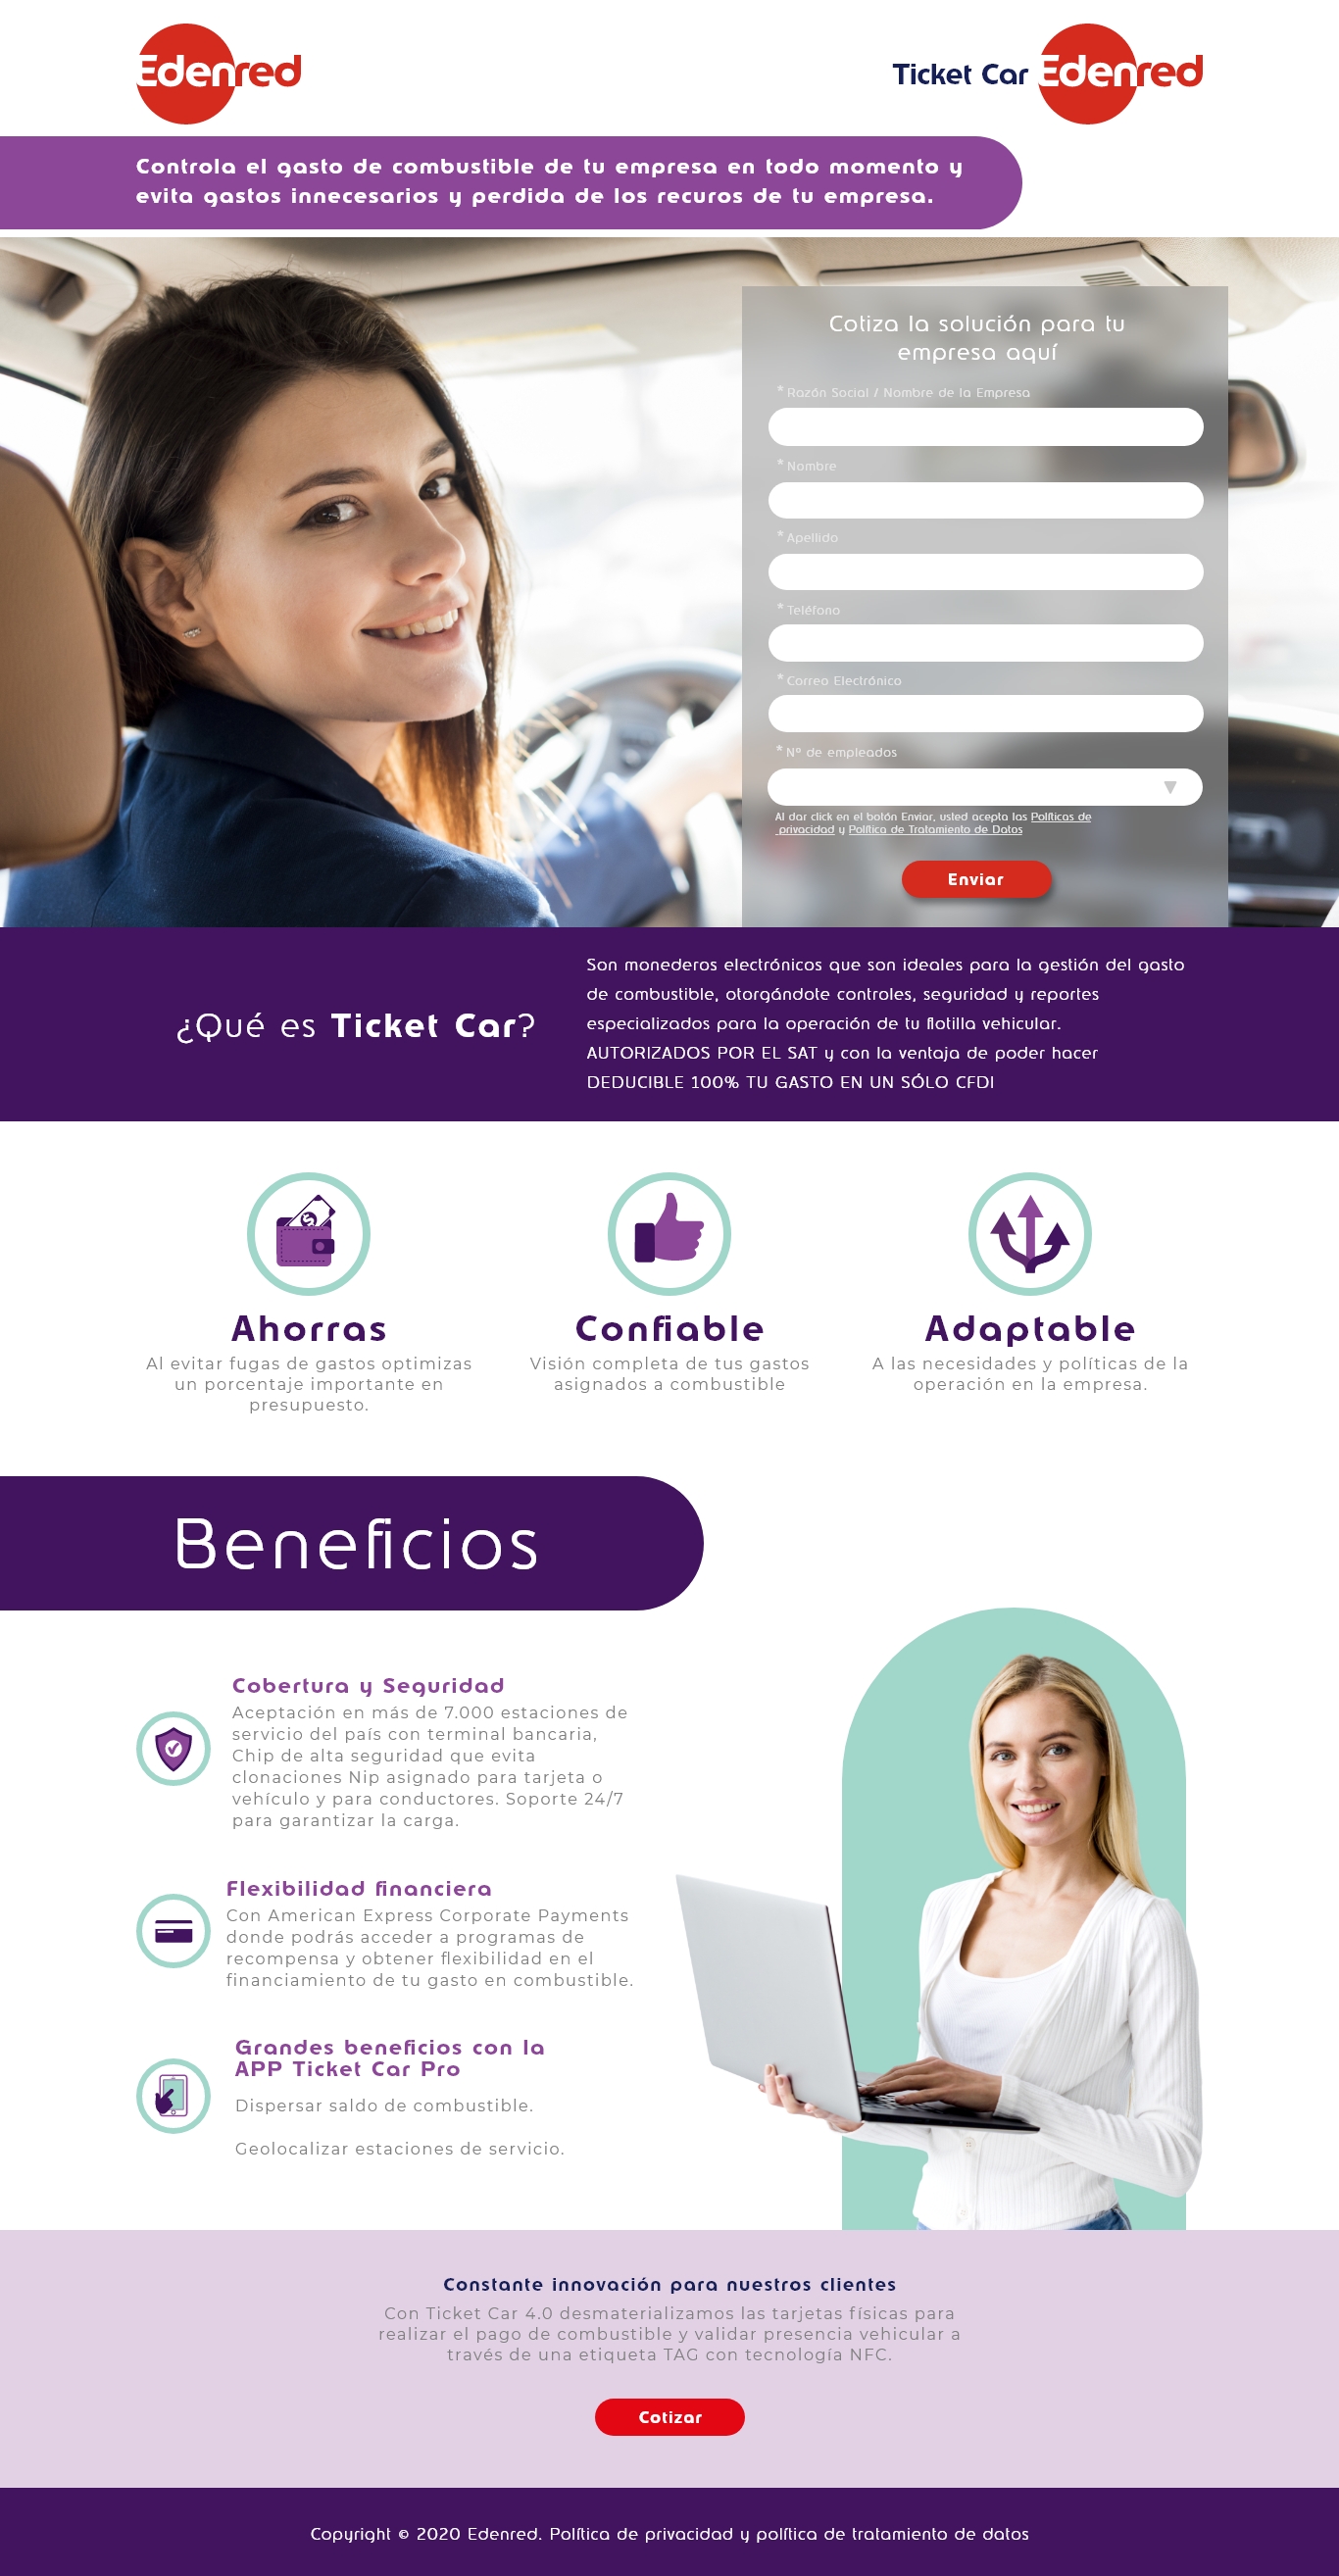 Edenred
Ticket Car Edenred
Controla el gasto de combustible de tu empresa en todo momento y
evita gastos innecesarios y perdida de los recuros de tu empresa.
Cotiza la solución para tu
empresa aquí
* Razón Social / Nombre de la Empresa
* Nombre
* Apellido
* Teléfono
* Correo Electrónico
* Nº de empleados
Al dar click en el botón Enviar, usted acepta las Políticas de
privacidad y Política de Tratamiento de Datos
Enviar
¿Qué es Ticket Car?
Son monederos electrónicos que son ideales para la gestión del gasto
de combustible, otorgándote controles, seguridad y reportes
especializados para la operación de tu flotilla vehicular.
AUTORIZADOS POR EL SAT y con la ventaja de poder hacer
DEDUCIBLE 100% TU GASTO EN UN SÓLO CFDI
Ahorras
Al evitar fugas de gastos optimizas
un porcentaje importante en
presupuesto.
Confiable
Visión completa de tus gastos
asignados a combustible
Adaptable
A las necesidades y políticas de la
operación en la empresa.
Beneficios
Cobertura y Seguridad
Aceptación en más de 7.000 estaciones de
servicio del país con terminal bancaria,
Chip de alta seguridad que evita
clonaciones Nip asignado para tarjeta o
vehículo y para conductores. Soporte 24/7
para garantizar la carga.
Flexibilidad financiera
Con American Express Corporate Payments
donde podrás acceder a programas de
recompensa y obtener flexibilidad en el
financiamiento de tu gasto en combustible.
Grandes beneficios con la
APP Ticket Car Pro
Dispersar saldo de combustible.
Geolocalizar estaciones de servicio.
Constante innovación para nuestros clientes
Con Ticket Car 4.0 desmaterializamos las tarjetas físicas para
realizar el pago de combustible y validar presencia vehicular a
través de una etiqueta TAG con tecnología NFC.
Cotizar
Copyright © 2020 Edenred. Política de privacidad y política de tratamiento de datos